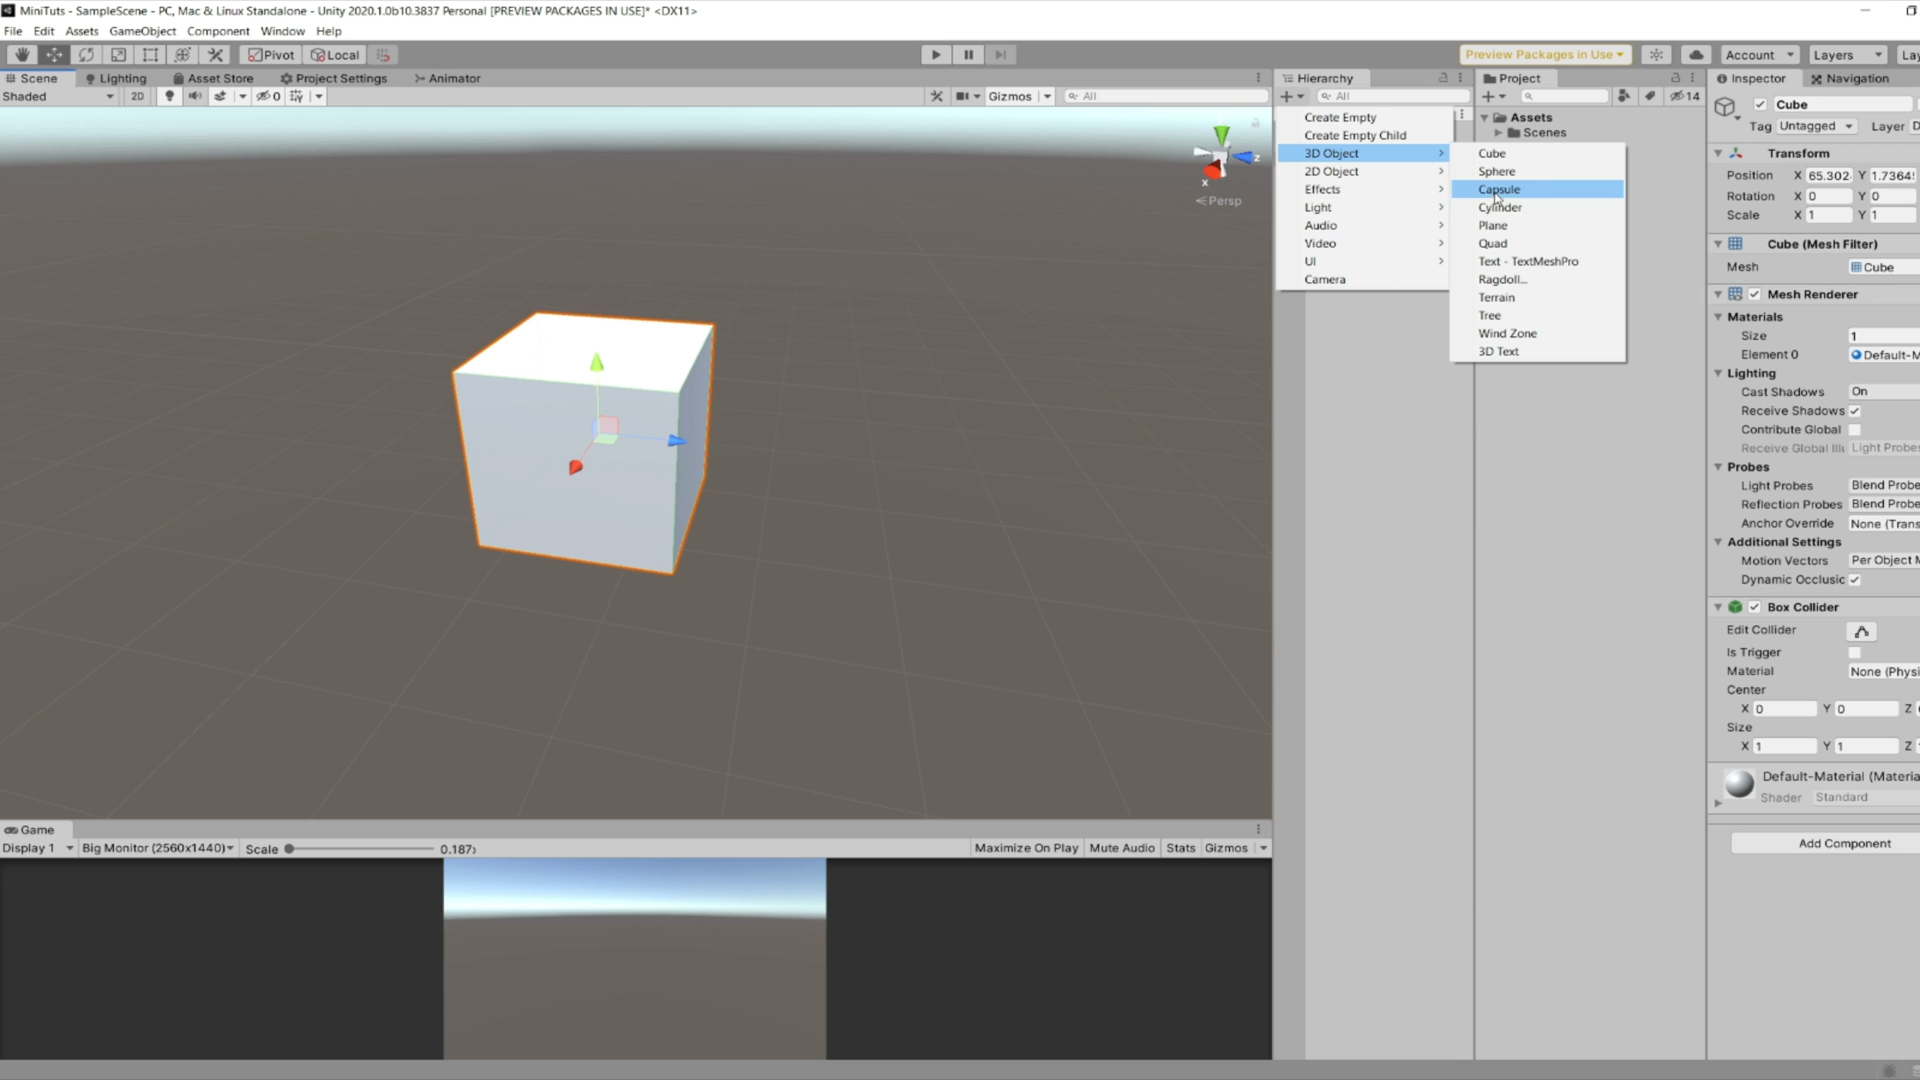 MiniTuts - SampleScene - PC, Mac & Linux Standalone - Unity 2020.1.0b10.3837 Personal [PREVIEW PACKAGES IN USE]* <DX11>
File Edit Assets GameObject Component Window Help
Pivot Local Preview Packages in Use Account Layers Lay
Scene Lighting Asset Store Project Settings Animator
Shaded 2D 0 Gizmos All
z
x
Persp
Hierarchy
All
Create Empty
Create Empty Child
3D Object
2D Object
Effects
Light
Audio
Video
UI
Camera
Project
14
Assets
Scenes
Cube
Sphere
Capsule
Cylinder
Plane
Quad
Text - TextMeshPro
Ragdoll...
Terrain
Tree
Wind Zone
3D Text
Inspector Navigation
Cube
Tag Untagged Layer D
Transform
Position X 65.302 Y 1.7364
Rotation X 0 Y 0
Scale X 1 Y 1
Cube (Mesh Filter)
Mesh Cube
Mesh Renderer
Materials
Size 1
Element 0 Default-M
Lighting
Cast Shadows On
Receive Shadows
Contribute Global
Receive Global Illu Light Probes
Probes
Light Probes Blend Probe
Reflection Probes Blend Probe
Anchor Override None (Trans
Additional Settings
Motion Vectors Per Object M
Dynamic Occlusic
Box Collider
Edit Collider
Is Trigger
Material None (Physi
Center
X 0 Y 0 Z
Size
X 1 Y 1 Z
Default-Material (Materia
Shader Standard
Add Component
Game
Display 1 Big Monitor (2560x1440) Scale 0.187 Maximize On Play Mute Audio Stats Gizmos